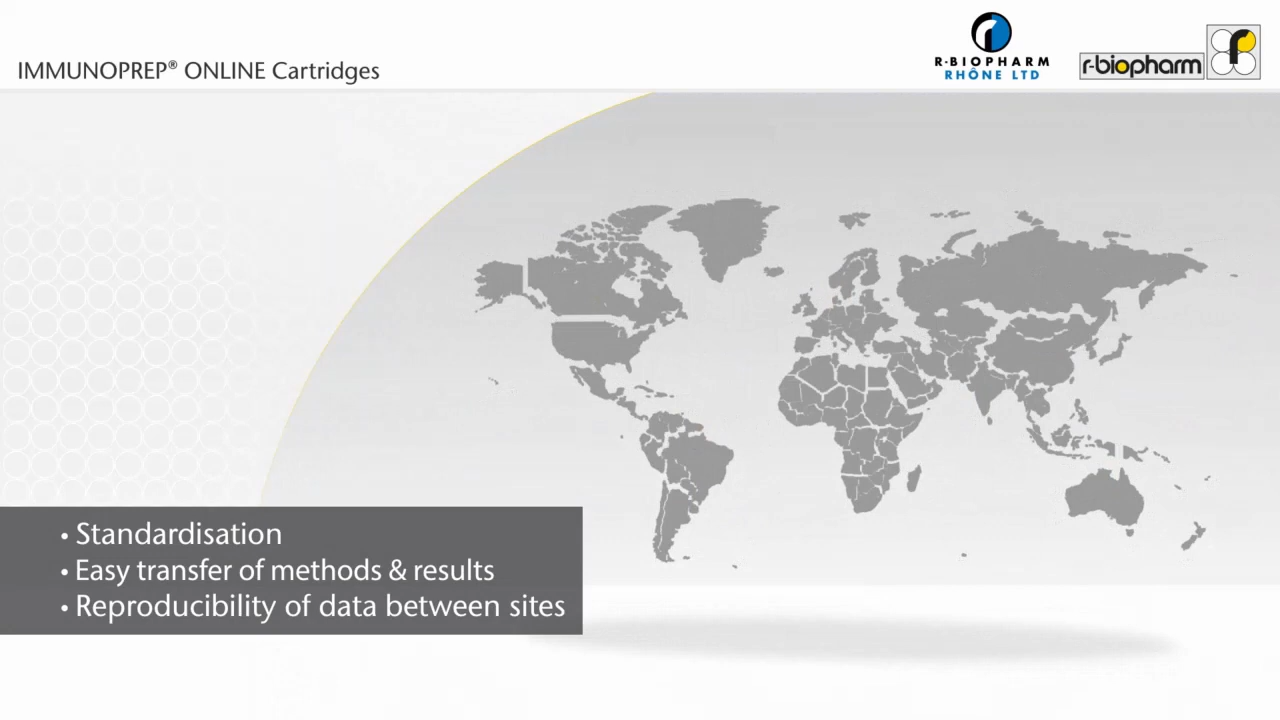 IMMUNOPREP® ONLINE Cartridges
R·BIOPHARM
RHÔNE LTD
r-biopharm
r
• Standardisation
• Easy transfer of methods & results
• Reproducibility of data between sites